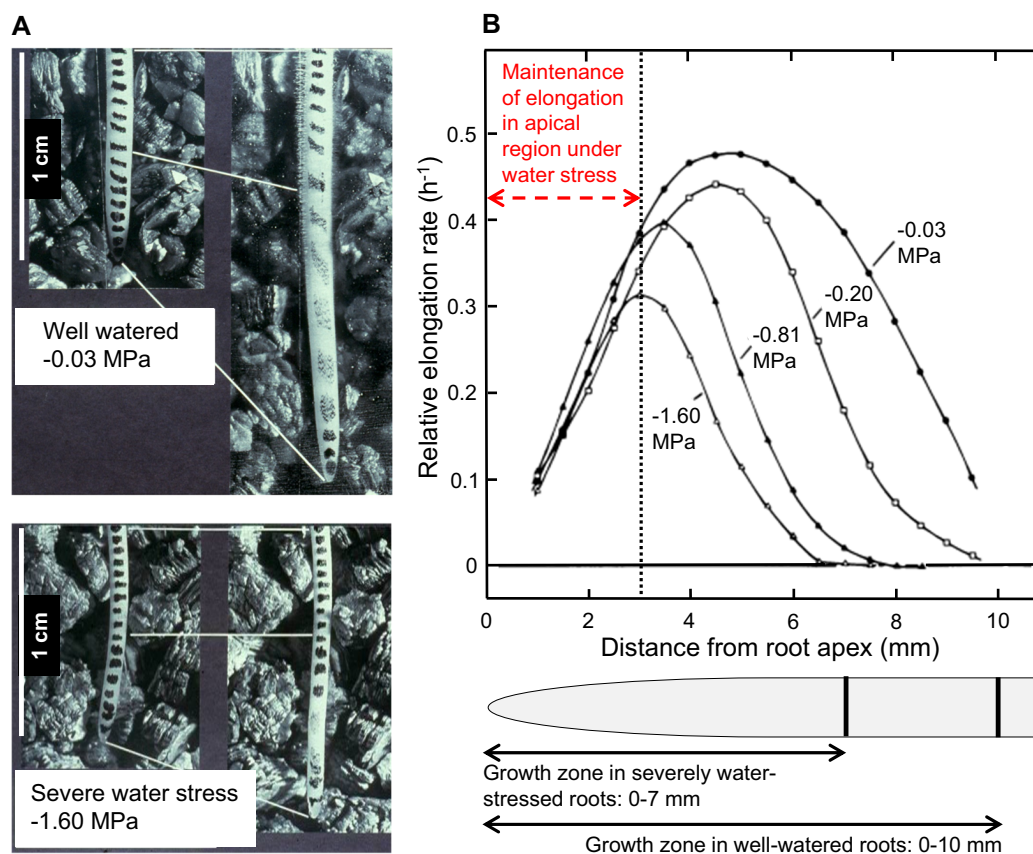 A
1 cm
Well watered
-0.03 MPa
1 cm
Severe water stress
-1.60 MPa
B
Maintenance
of elongation
in apical
region under
water stress
Relative elongation rate (h-1)
0.5
0.4
0.3
0.2
0.1
0
-0.03
MPa
-0.20
MPa
-0.81
MPa
-1.60
MPa
0
2
4
6
8
10
Distance from root apex (mm)
Growth zone in severely water-
stressed roots: 0-7 mm
Growth zone in well-watered roots: 0-10 mm